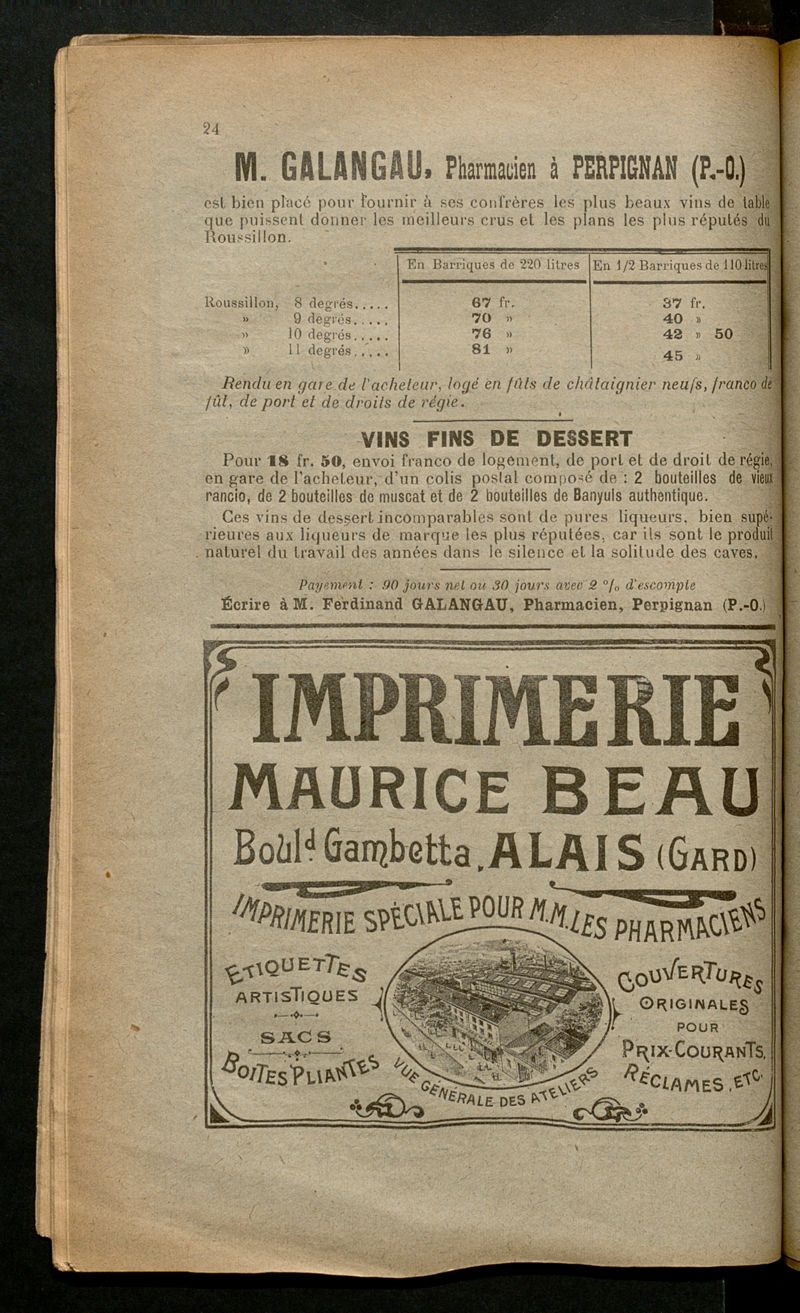 24
M. GALANGAU, Pharmacien à PERPIGNAN (P.-O.)
est bien placé pour fournir à ses confrères les plus beaux vins de table
que puissent donner les meilleurs crus et les plans les plus réputés du
Roussillon.
En Barriques de 220 litres En 1/2 Barriques de 110 litres
Roussillon, 8 degrés..... 67 fr. 37 fr.
» 9 degrés..... 70 » 40 »
» 10 degrés..... 76 » 42 » 50
» 11 degrés..... 81 » 45 »
Rendu en gare de l'acheteur, logé en fûts de châtaignier neufs, franco de
fût, de port et de droits de régie.
VINS FINS DE DESSERT
Pour 18 fr. 50, envoi franco de logement, de port et de droit de régie,
en gare de l'acheteur, d'un colis postal composé de : 2 bouteilles de vieux
rancio, de 2 bouteilles de muscat et de 2 bouteilles de Banyuls authentique.
Ces vins de dessert incomparables sont de pures liqueurs, bien supé-
rieures aux liqueurs de marque les plus réputées, car ils sont le produit
naturel du travail des années dans le silence et la solitude des caves.
Payement : 90 jours net ou 30 jours avec 2 °/o d'escompte
Écrire à M. Ferdinand GALANGAU, Pharmacien, Perpignan (P.-O.)
IMPRIMERIE
MAURICE BEAU
Bould Gambetta, ALAIS (GARD)
IMPRIMERIE SPÉCIALE POUR M.M. LES PHARMACIENS
ETIQUETTES
ARTISTIQUES
SACS
BOITES PLIANTES
COUVERTURES
ORIGINALES
POUR
PRIX-COURANTS,
RÉCLAMES, ETC.
VUE GÉNÉRALE DES ATELIERS